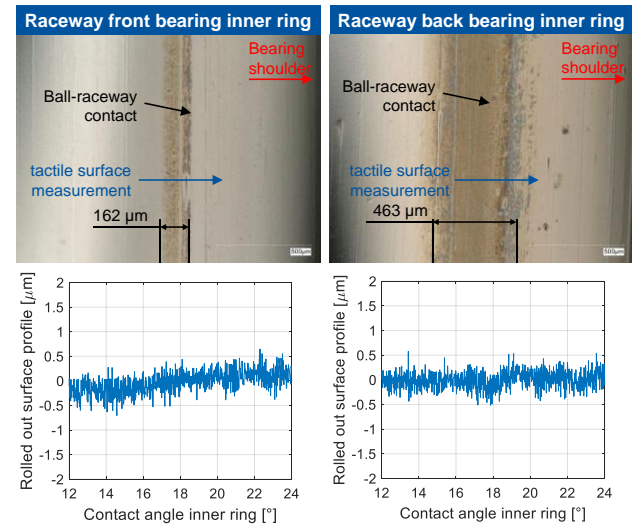 Raceway front bearing inner ring
Bearing
shoulder
Ball-raceway
contact
tactile surface
measurement
162 µm
500µm
Raceway back bearing inner ring
Bearing
shoulder
Ball-raceway
contact
tactile surface
measurement
463 µm
500µm
Rolled out surface profile [µm]
2
1.5
1
0.5
0
-0.5
-1
-1.5
-2
12 14 16 18 20 22 24
Contact angle inner ring [°]
Rolled out surface profile [µm]
2
1.5
1
0.5
0
-0.5
-1
-1.5
-2
12 14 16 18 20 22 24
Contact angle inner ring [°]